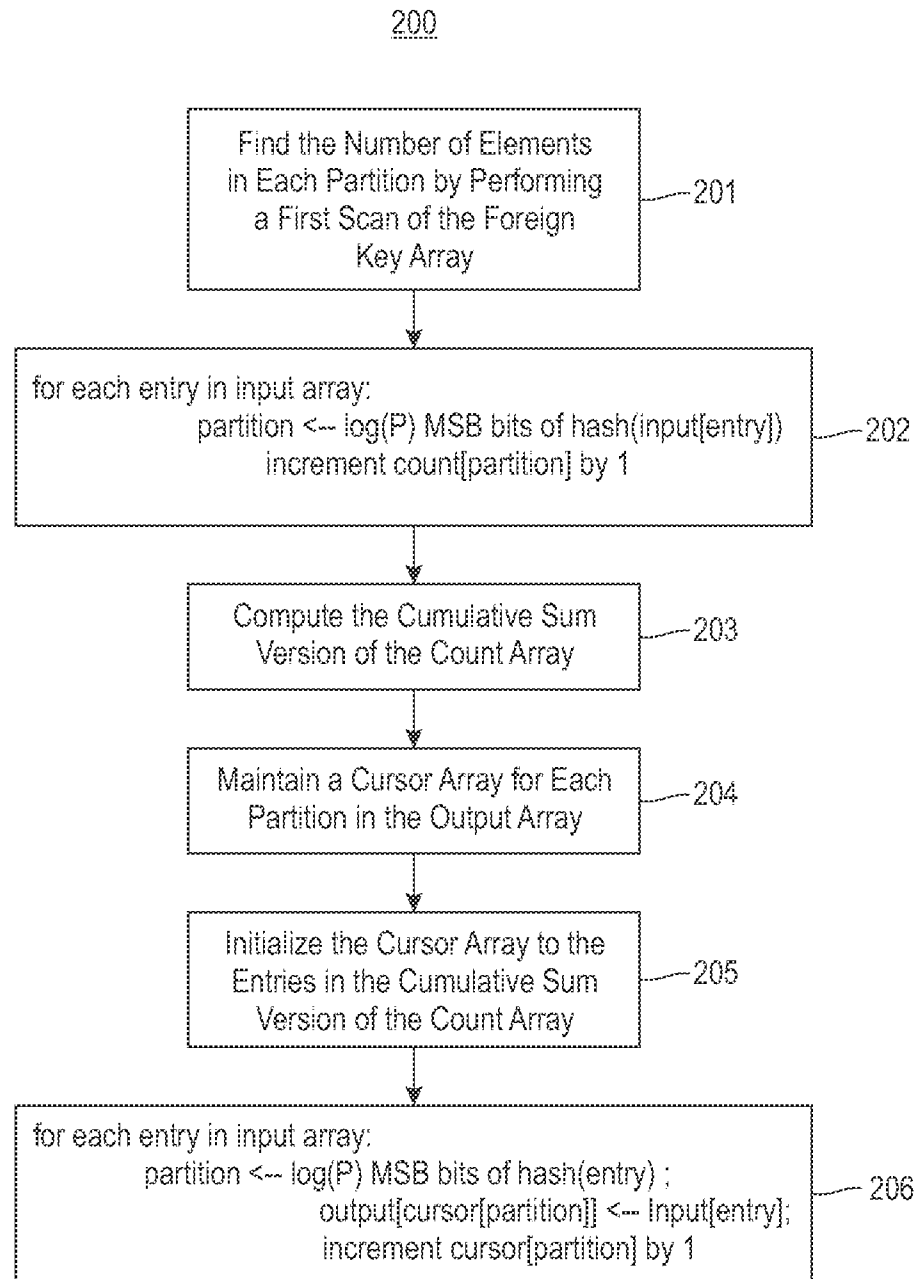 200
Find the Number of Elements
in Each Partition by Performing
a First Scan of the Foreign
Key Array
201
for each entry in input array:
partition <-- log(P) MSB bits of hash(input[entry])
increment count[partition] by 1
202
Compute the Cumulative Sum
Version of the Count Array
203
Maintain a Cursor Array for Each
Partition in the Output Array
204
Initialize the Cursor Array to the
Entries in the Cumulative Sum
Version of the Count Array
205
for each entry in input array:
partition <-- log(P) MSB bits of hash(entry) ;
output[cursor[partition]] <-- Input[entry];
increment cursor[partition] by 1
206